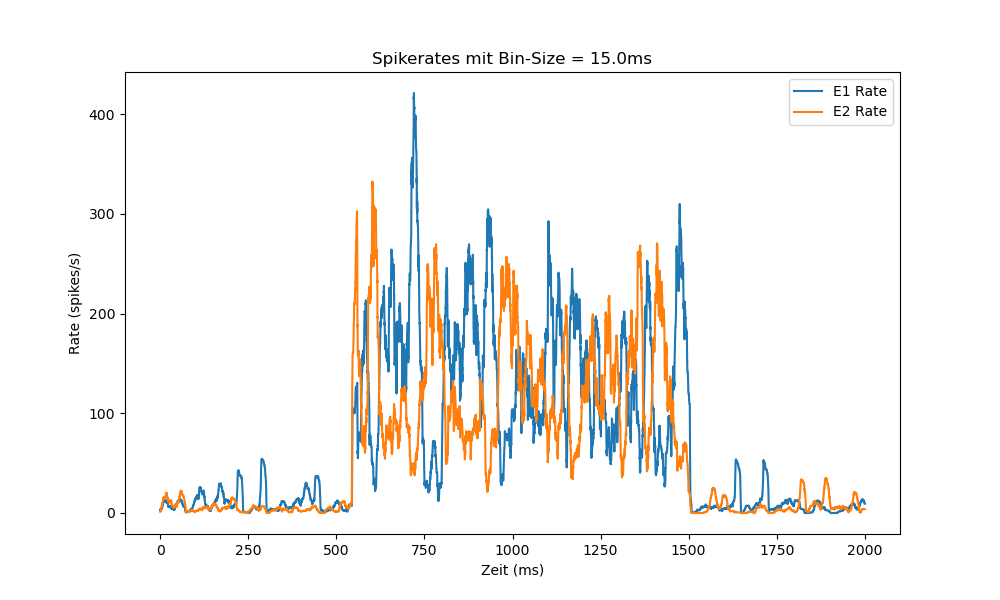 Spikerates mit Bin-Size = 15.0ms
E1 Rate
E2 Rate
400
300
200
100
0
Rate (spikes/s)
0 250 500 750 1000 1250 1500 1750 2000
Zeit (ms)